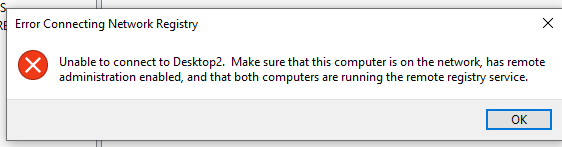 S
RE
Error Connecting Network Registry
Unable to connect to Desktop2.  Make sure that this computer is on the network, has remote
administration enabled, and that both computers are running the remote registry service.
OK